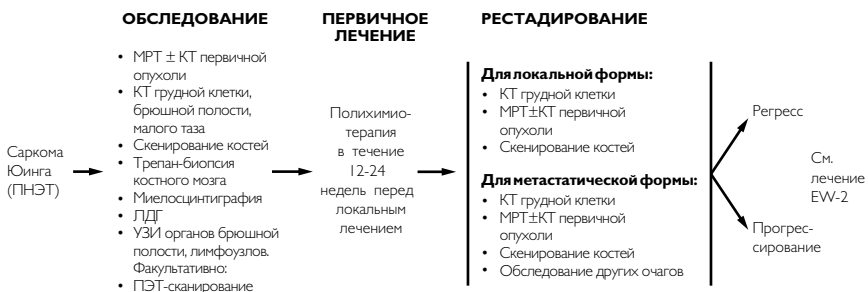 ОБСЛЕДОВАНИЕ
ПЕРВИЧНОЕ
ЛЕЧЕНИЕ
РЕСТАДИРОВАНИЕ
Саркома
Юинга
(ПНЭТ)
• МРТ ± КТ первичной
опухоли
• КТ грудной клетки,
брюшной полости,
малого таза
• Скенирование костей
• Трепан-биопсия
костного мозга
• Миелосцинтиграфия
• ЛДГ
• УЗИ органов брюшной
полости, лимфоузлов.
Факультативно:
• ПЭТ-сканирование
Полихимио-
терапия
в течение
12-24
недель перед
локальным
лечением
Для локальной формы:
• КТ грудной клетки
• МРТ±КТ первичной
опухоли
• Скенирование костей
Для метастатической формы:
• КТ грудной клетки
• МРТ±КТ первичной
опухоли
• Скенирование костей
• Обследование других очагов
Регресс
Прогрес-
сирование
См.
лечение
EW-2